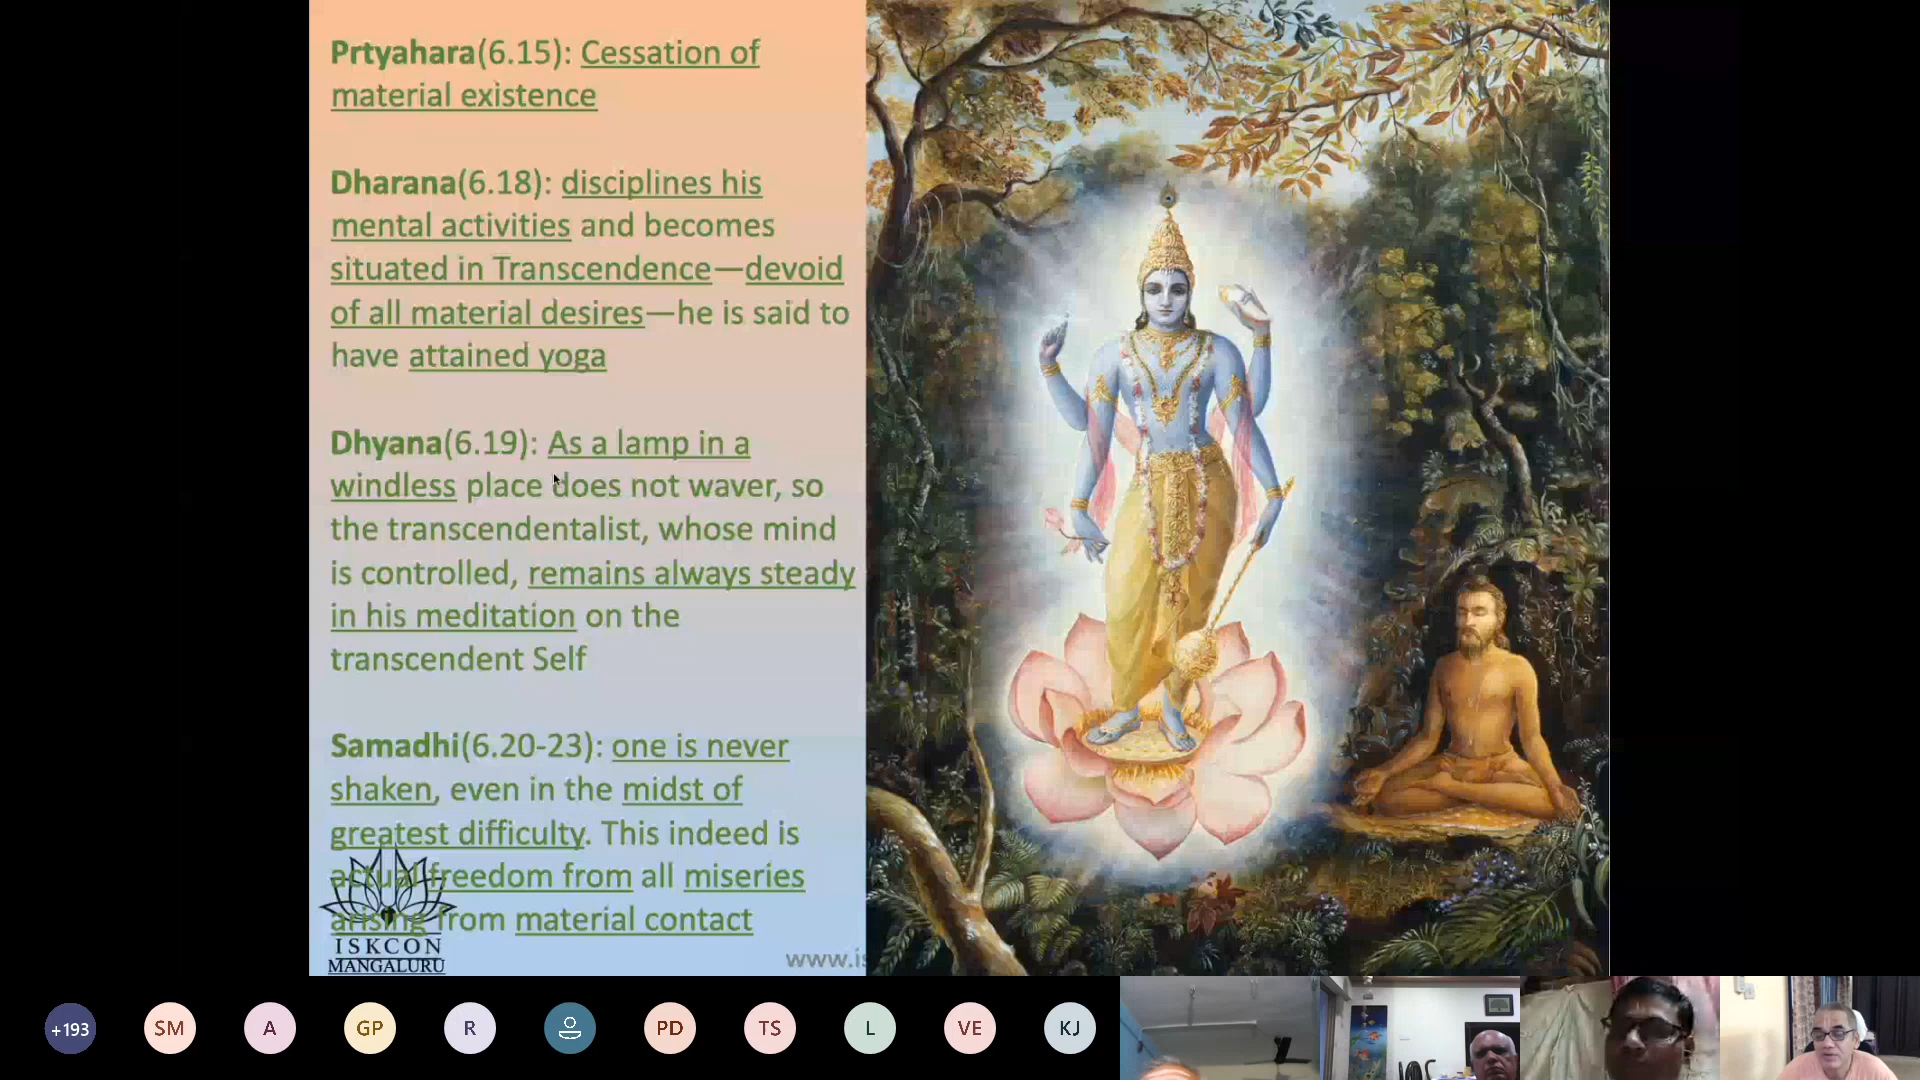 Prtyahara(6.15): Cessation of
material existence
Dharana(6.18): disciplines his
mental activities and becomes
situated in Transcendence—devoid
of all material desires—he is said to
have attained yoga
Dhyana(6.19): As a lamp in a
windless place does not waver, so
the transcendentalist, whose mind
is controlled, remains always steady
in his meditation on the
transcendent Self
Samadhi(6.20-23): one is never
shaken, even in the midst of
greatest difficulty. This indeed is
actual freedom from all miseries
arising from material contact
ISKCON
MANGALURU
www.is
+193
SM
A
GP
R
PD
TS
L
VE
KJ